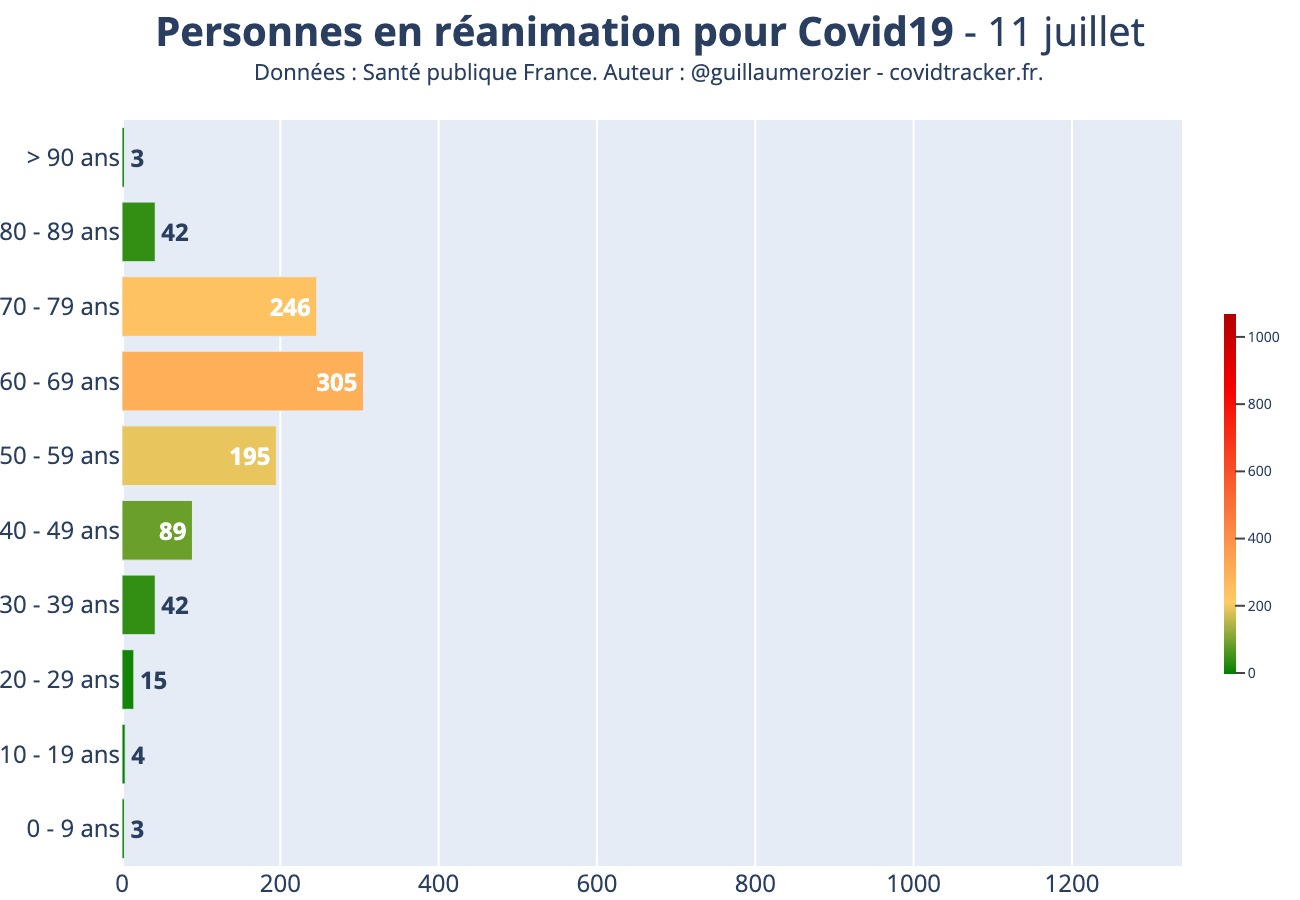 Personnes en réanimation pour Covid19 - 11 juillet
Données : Santé publique France. Auteur : @guillaumerozier - covidtracker.fr.
> 90 ans 3
80 - 89 ans 42
70 - 79 ans 246
60 - 69 ans 305
50 - 59 ans 195
40 - 49 ans 89
30 - 39 ans 42
20 - 29 ans 15
10 - 19 ans 4
0 - 9 ans 3
0 200 400 600 800 1000 1200
1000
800
600
400
200
0